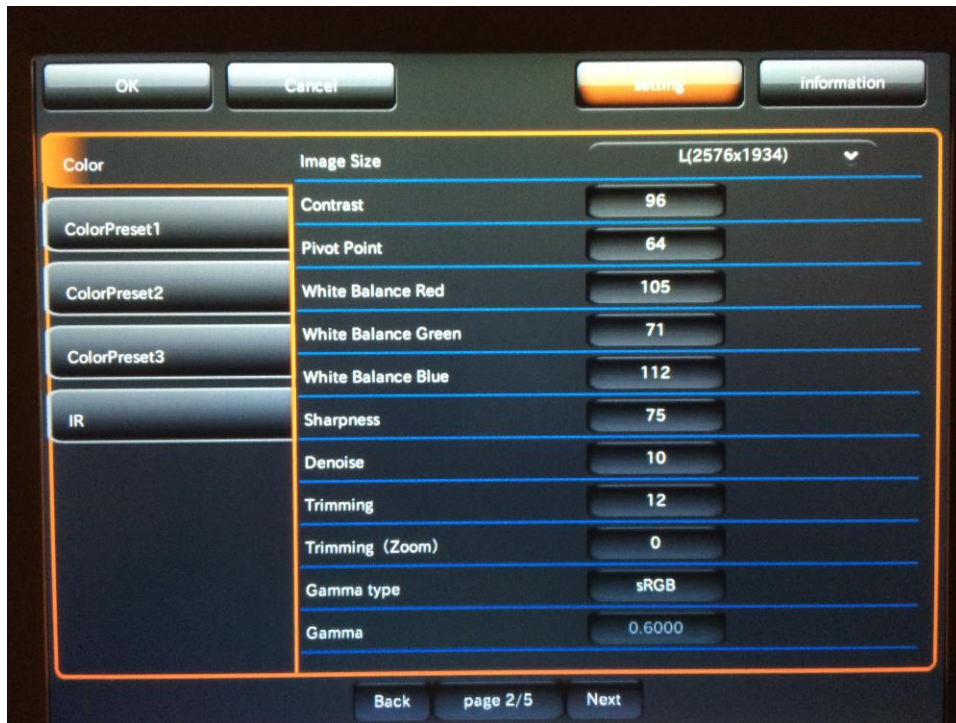 OK Cancel setting information
Color
ColorPreset1
ColorPreset2
ColorPreset3
IR
Image Size L(2576x1934)
Contrast 96
Pivot Point 64
White Balance Red 105
White Balance Green 71
White Balance Blue 112
Sharpness 75
Denoise 10
Trimming 12
Trimming (Zoom) 0
Gamma type sRGB
Gamma 0.6000
Back page 2/5 Next